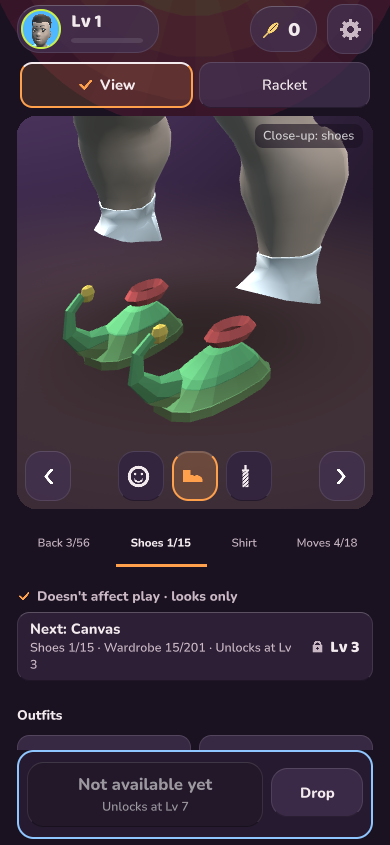 Lv 1
0
View
Racket
Close-up: shoes
Back 3/56
Shoes 1/15
Shirt
Moves 4/18
Doesn't affect play · looks only
Next: Canvas
Shoes 1/15 · Wardrobe 15/201 · Unlocks at Lv
3
Lv 3
Outfits
Not available yet
Unlocks at Lv 7
Drop